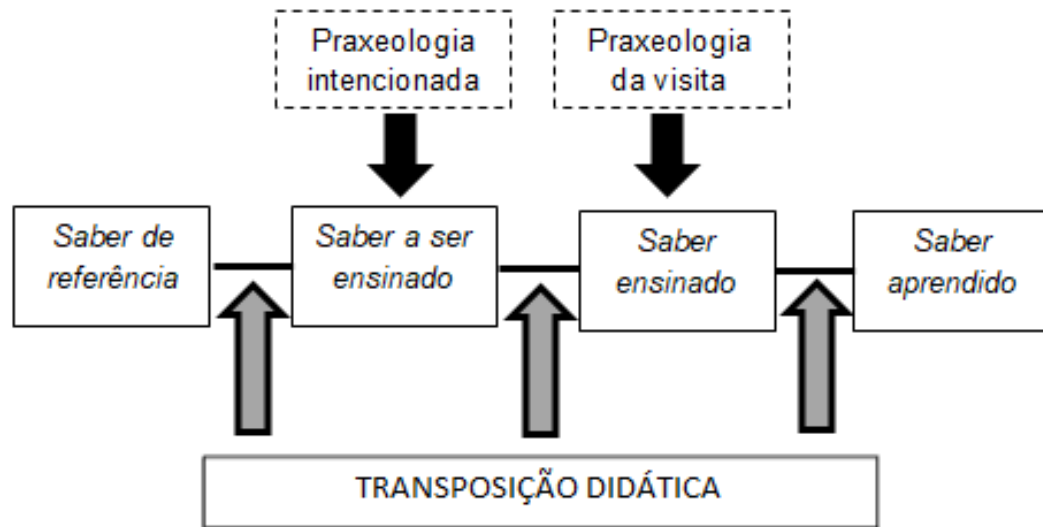 Praxeologia
intencionada
Praxeologia
da visita
Saber de
referência
Saber a ser
ensinado
Saber
ensinado
Saber
aprendido
TRANSPOSIÇÃO DIDÁTICA